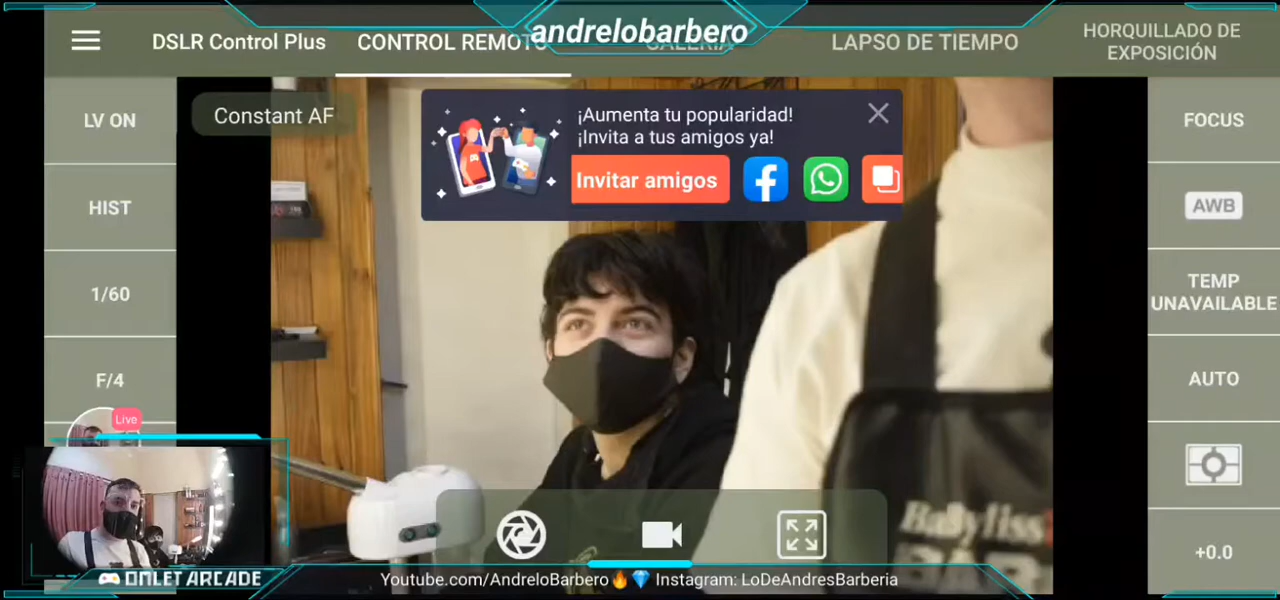 andrelobarbero
DSLR Control Plus
CONTROL REMOTO
GALERÍA
LAPSO DE TIEMPO
HORQUILLADO DE
EXPOSICIÓN
LV ON
HIST
1/60
F/4
Live
Constant AF
¡Aumenta tu popularidad!
¡Invita a tus amigos ya!
Invitar amigos
FOCUS
AWB
TEMP
UNAVAILABLE
AUTO
+0.0
BaByliss
OMLET ARCADE
Youtube.com/AndreloBarbero🔥💎 Instagram: LoDeAndresBarberia